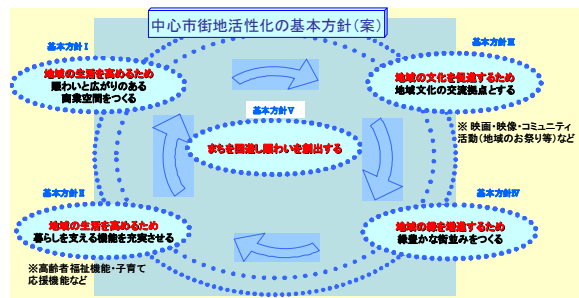 中心市街地活性化の基本方針(案)
基本方針Ⅰ
地域の生活を高めるため
賑わいと広がりのある
商業空間をつくる
基本方針Ⅲ
地域の文化を促進するため
地域文化の交流拠点とする
※ 映画・映像・コミュニティ
活動(地域のお祭り等)など
基本方針Ⅴ
まちを回遊し賑わいを創出する
基本方針Ⅱ
地域の生活を高めるため
暮らしを支える機能を充実させる
※高齢者福祉機能・子育て
応援機能など
基本方針Ⅳ
地域の緑を増進するため
緑豊かな街並みをつくる